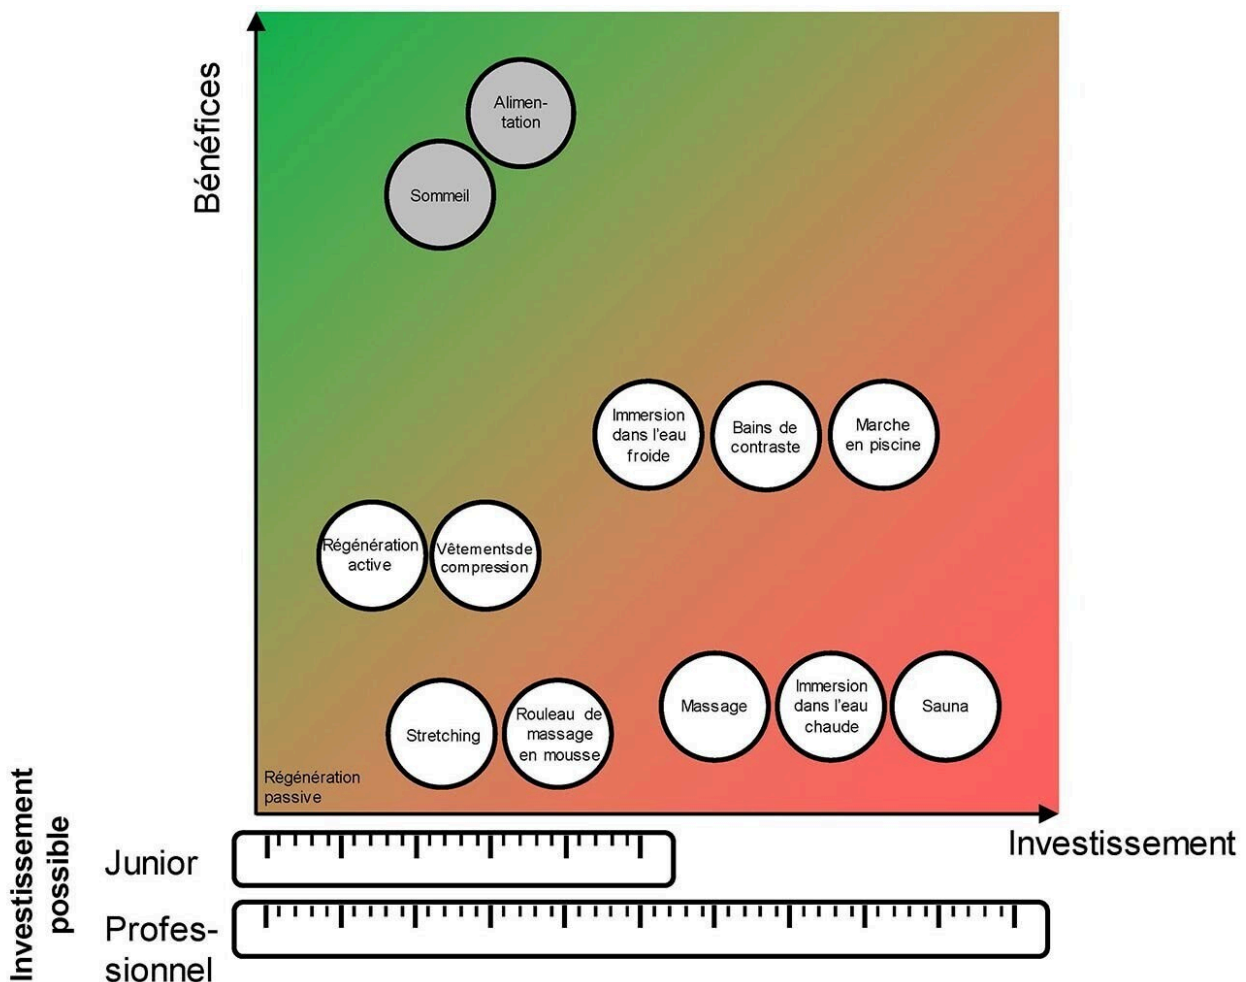 Bénéfices
Alimen-
tation
Sommeil
Immersion
dans l'eau
froide
Bains de
contraste
Marche
en piscine
Régénération
active
Vêtementsde
compression
Massage
Immersion
dans l'eau
chaude
Sauna
Stretching
Rouleau de
massage
en mousse
Régénération
passive
Investissement
Investissement
possible
Junior
Profes-
sionnel